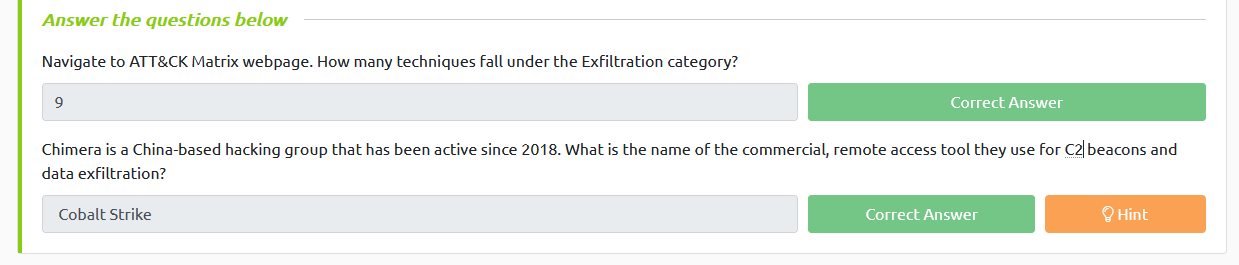 Answer the questions below
Navigate to ATT&CK Matrix webpage. How many techniques fall under the Exfiltration category?
9
Correct Answer
Chimera is a China-based hacking group that has been active since 2018. What is the name of the commercial, remote access tool they use for C2 beacons and
data exfiltration?
Cobalt Strike
Correct Answer
Hint